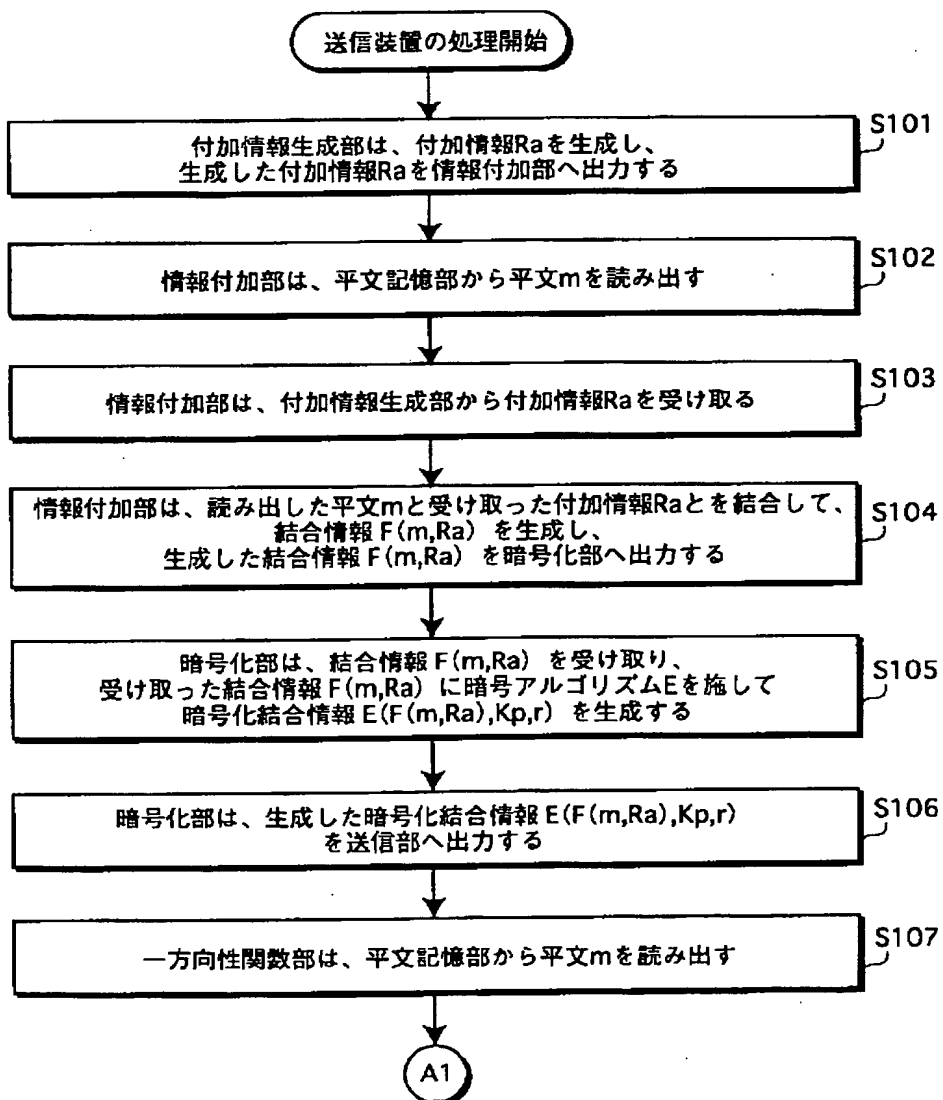 送信装置の処理開始
S101
付加情報生成部は、付加情報Raを生成し、
生成した付加情報Raを情報付加部へ出力する
S102
情報付加部は、平文記憶部から平文mを読み出す
S103
情報付加部は、付加情報生成部から付加情報Raを受け取る
S104
情報付加部は、読み出した平文mと受け取った付加情報Raとを結合して、
結合情報 F(m,Ra) を生成し、
生成した結合情報 F(m,Ra) を暗号化部へ出力する
S105
暗号化部は、結合情報 F(m,Ra) を受け取り、
受け取った結合情報 F(m,Ra) に暗号アルゴリズムEを施して
暗号化結合情報 E(F(m,Ra),Kp,r) を生成する
S106
暗号化部は、生成した暗号化結合情報 E(F(m,Ra),Kp,r)
を送信部へ出力する
S107
一方向性関数部は、平文記憶部から平文mを読み出す
A1